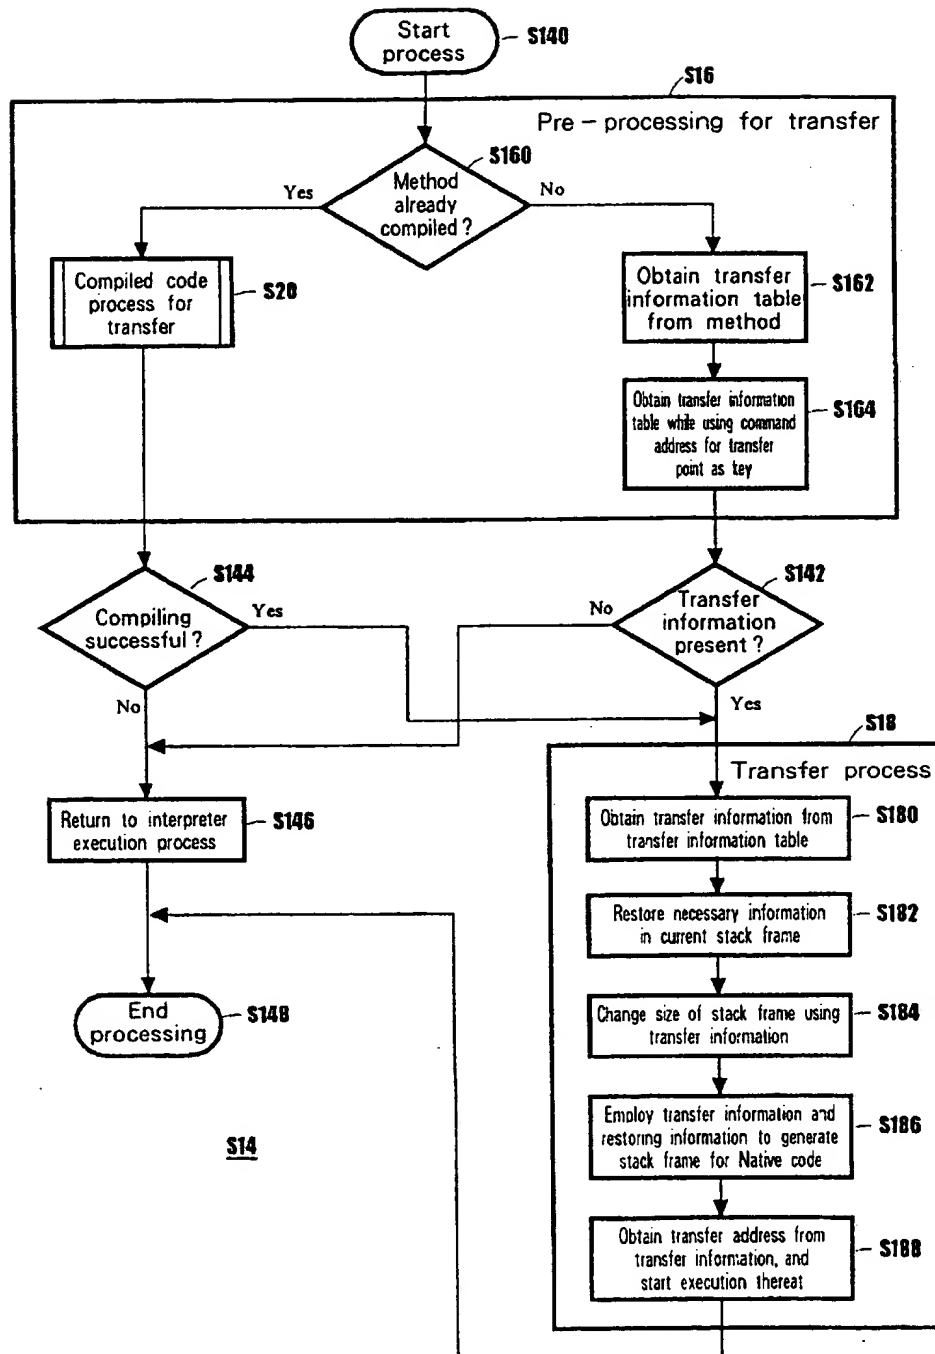 Start
process
S140
S16
Pre-processing for transfer
S160
Method
already
compiled?
Yes
No
Compiled code
process for
transfer
S20
Obtain transfer
information table
from method
S162
Obtain transfer information
table while using command
address for transfer
point as key
S164
S144
Compiling
successful?
Yes
No
S142
Transfer
information
present?
No
Yes
S18
Transfer process
Return to interpreter
execution process
S146
Obtain transfer information from
transfer information table
S180
Restore necessary information
in current stack frame
S182
End
processing
S148
Change size of stack frame using
transfer information
S184
Employ transfer information and
restoring information to generate
stack frame for Native code
S186
S14
Obtain transfer address from
transfer information, and
start execution thereat
S188